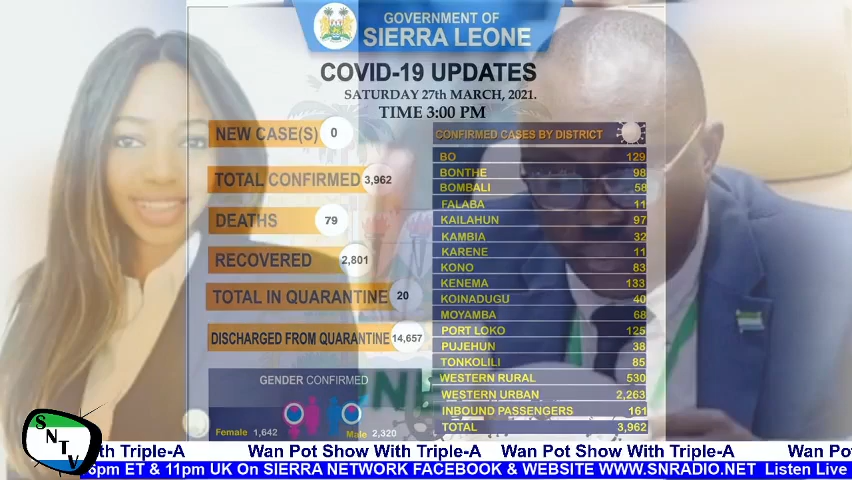 GOVERNMENT OF
SIERRA LEONE
COVID-19 UPDATES
SATURDAY 27th MARCH, 2021.
TIME 3:00 PM
NEW CASE(S) 0
TOTAL CONFIRMED 3,962
DEATHS 79
RECOVERED 2,801
TOTAL IN QUARANTINE 20
DISCHARGED FROM QUARANTINE 14,657
GENDER CONFIRMED
Female 1,642 Male 2,320
CONFIRMED CASES BY DISTRICT
BO 129
BONTHE 98
BOMBALI 58
FALABA 11
KAILAHUN 97
KAMBIA 32
KARENE 11
KONO 83
KENEMA 133
KOINADUGU 40
MOYAMBA 68
PORT LOKO 125
PUJEHUN 38
TONKOLILI 85
WESTERN RURAL 530
WESTERN URBAN 2,263
INBOUND PASSENGERS 161
TOTAL 3,962
SNTV
th Triple-A Wan Pot Show With Triple-A Wan Pot Show With Triple-A Wan Po
6pm ET & 11pm UK On SIERRA NETWORK FACEBOOK & WEBSITE WWW.SNRADIO.NET Listen Live